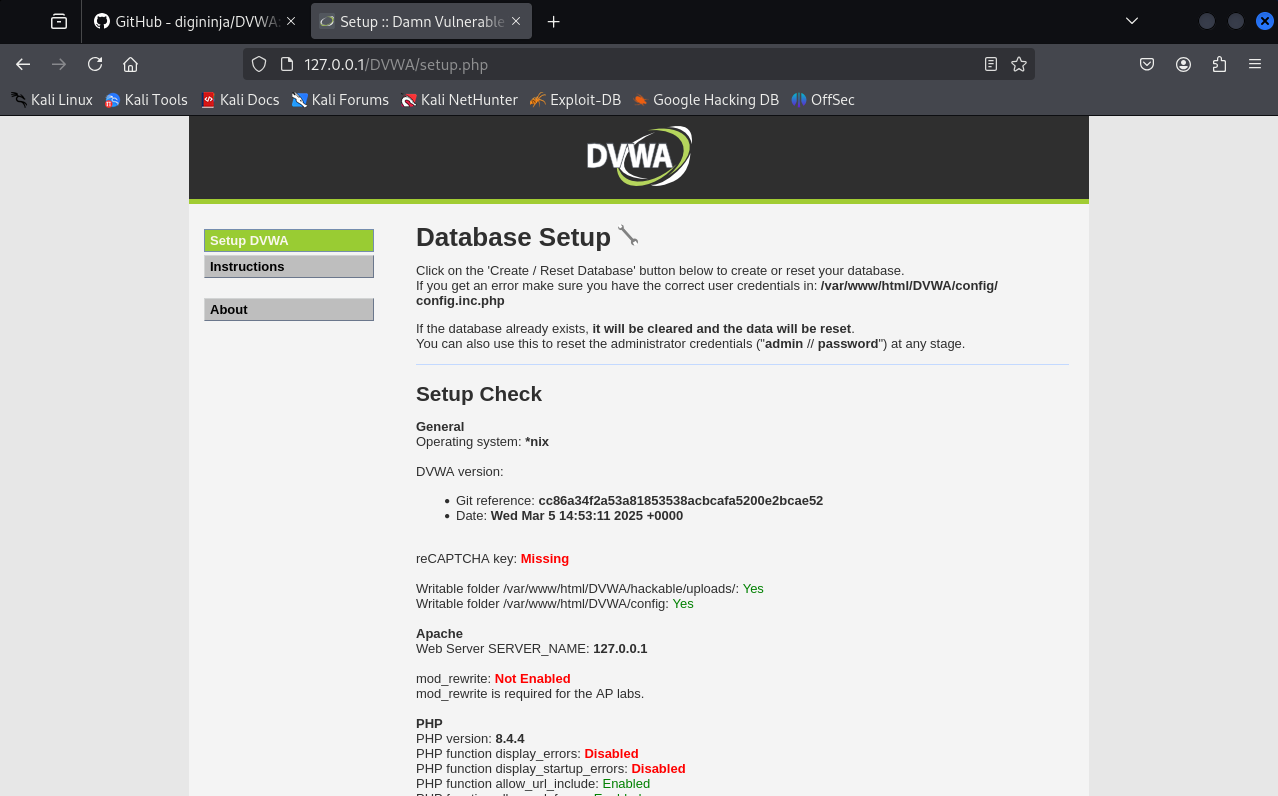 GitHub - digininja/DVWA:
Setup :: Damn Vulnerable
127.0.0.1/DVWA/setup.php
Kali Linux Kali Tools Kali Docs Kali Forums Kali NetHunter Exploit-DB Google Hacking DB OffSec
DVWA
Setup DVWA
Instructions
About
Database Setup
Click on the 'Create / Reset Database' button below to create or reset your database.
If you get an error make sure you have the correct user credentials in: /var/www/html/DVWA/config/
config.inc.php
If the database already exists, it will be cleared and the data will be reset.
You can also use this to reset the administrator credentials ("admin // password") at any stage.
Setup Check
General
Operating system: *nix
DVWA version:
• Git reference: cc86a34f2a53a81853538acbcafa5200e2bcae52
• Date: Wed Mar 5 14:53:11 2025 +0000
reCAPTCHA key: Missing
Writable folder /var/www/html/DVWA/hackable/uploads/: Yes
Writable folder /var/www/html/DVWA/config: Yes
Apache
Web Server SERVER_NAME: 127.0.0.1
mod_rewrite: Not Enabled
mod_rewrite is required for the AP labs.
PHP
PHP version: 8.4.4
PHP function display_errors: Disabled
PHP function display_startup_errors: Disabled
PHP function allow_url_include: Enabled